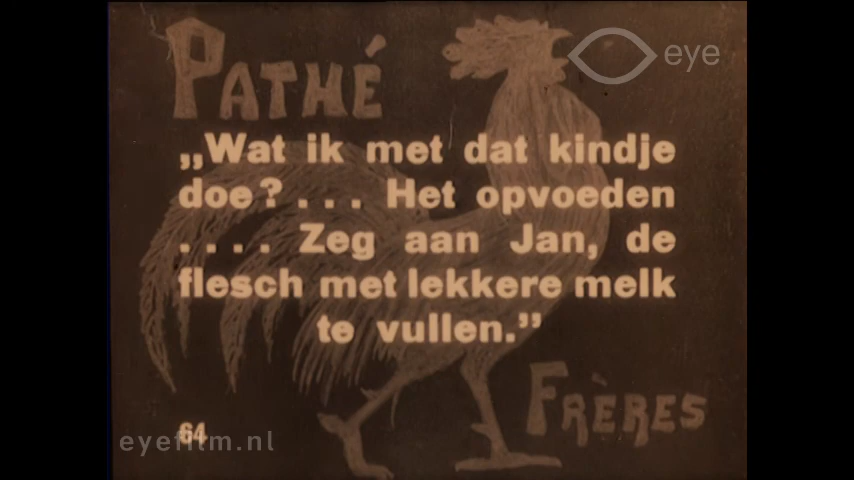 PATHÉ
eye
„Wat ik met dat kindje
doe? . . . Het opvoeden
. . . . Zeg aan Jan, de
flesch met lekkere melk
te vullen.”
FRÈRES
64
eyefilm.nl